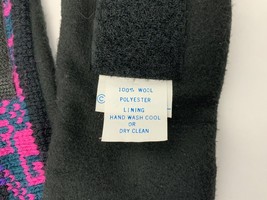 100% WOOL
POLYESTER
LINING
HAND WASH COOL
OR
DRY CLEAN